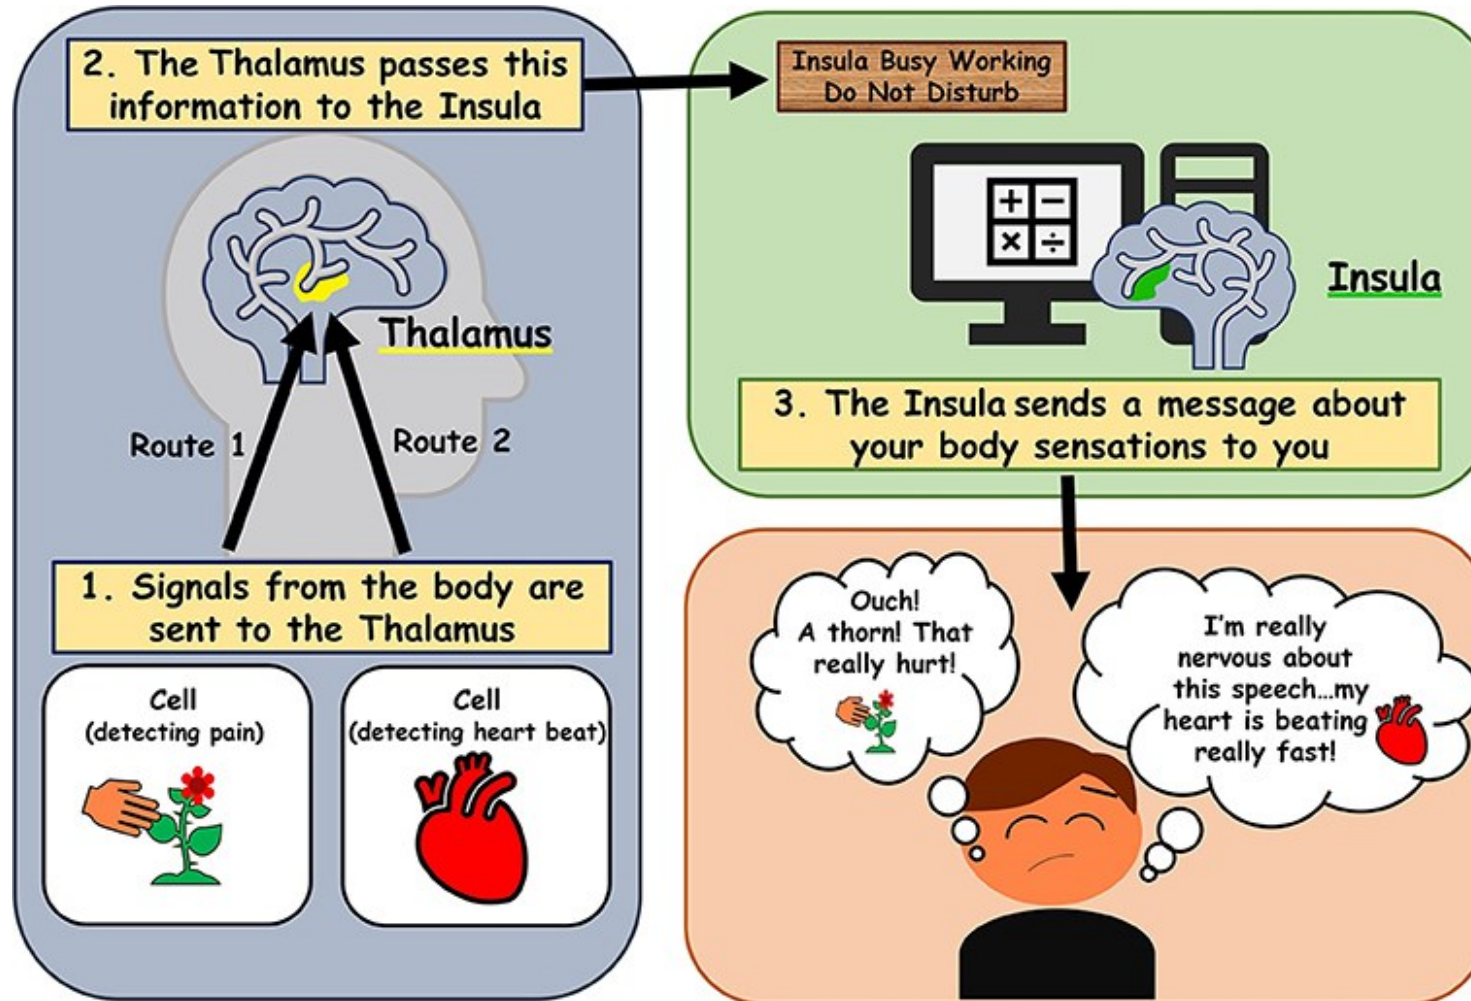 2. The Thalamus passes this
information to the Insula
Thalamus
Route 1
Route 2
1. Signals from the body are
sent to the Thalamus
Cell
(detecting pain)
Cell
(detecting heart beat)
Insula Busy Working
Do Not Disturb
+ −
× ÷
Insula
3. The Insula sends a message about
your body sensations to you
Ouch!
A thorn! That
really hurt!
I'm really
nervous about
this speech...my
heart is beating
really fast!